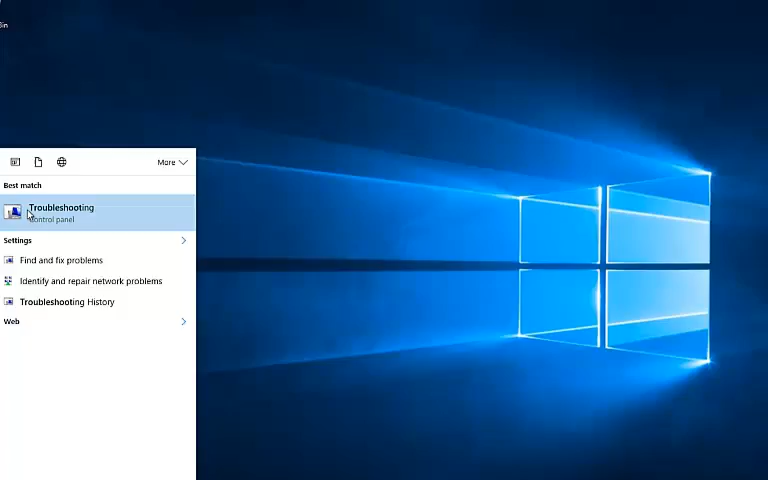 Bin
More
Best match
Troubleshooting
Control panel
Settings
Find and fix problems
Identify and repair network problems
Troubleshooting History
Web